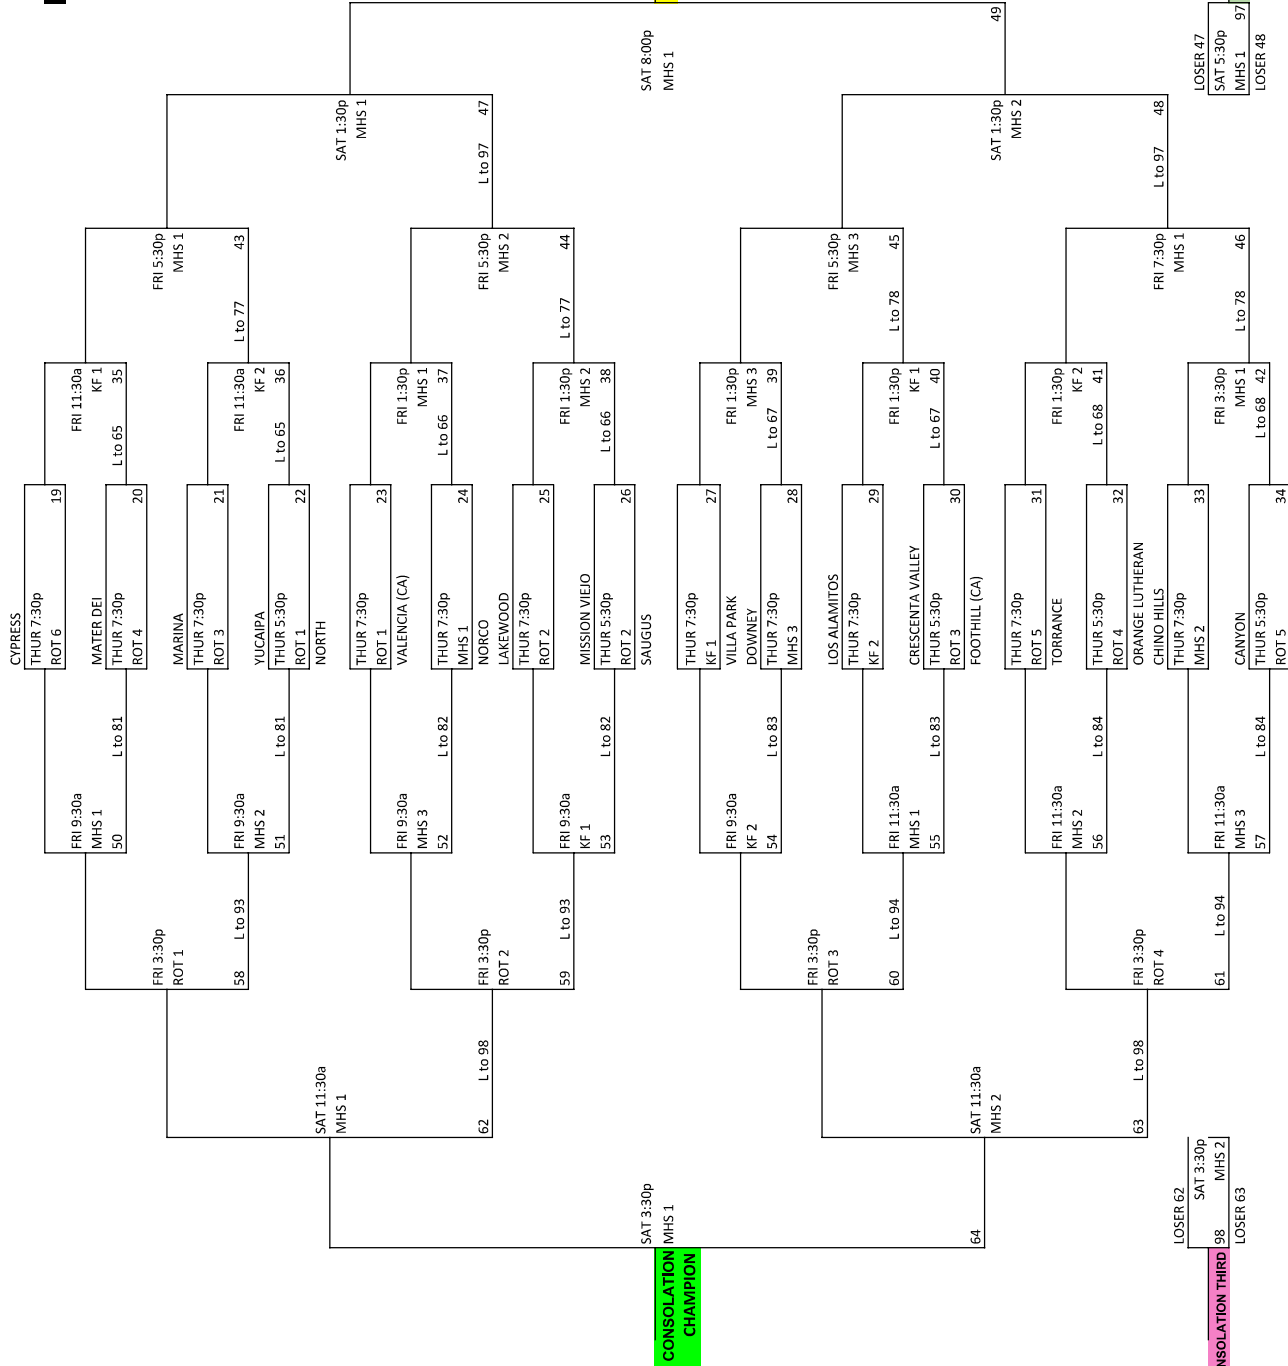 CYPRESS
THUR 7:30p
ROT 6
19
MATER DEI
THUR 7:30p
ROT 4
20
MARINA
THUR 7:30p
ROT 3
21
YUCAIPA
THUR 5:30p
ROT 1
22
NORTH
THUR 7:30p
ROT 1
23
VALENCIA (CA)
THUR 7:30p
MHS 1
24
NORCO
LAKEWOOD
THUR 7:30p
ROT 2
25
MISSION VIEJO
THUR 5:30p
ROT 2
26
SAUGUS
THUR 7:30p
KF 1
27
VILLA PARK
DOWNEY
THUR 7:30p
MHS 3
28
LOS ALAMITOS
THUR 7:30p
KF 2
29
CRESCENTA VALLEY
THUR 5:30p
ROT 3
30
FOOTHILL (CA)
THUR 7:30p
ROT 5
31
TORRANCE
THUR 5:30p
ROT 4
32
ORANGE LUTHERAN
CHINO HILLS
THUR 7:30p
MHS 2
33
CANYON
THUR 5:30p
ROT 5
34
FRI 11:30a
KF 1
35
L to 65
FRI 11:30a
KF 2
36
L to 65
FRI 1:30p
MHS 1
37
L to 66
FRI 1:30p
MHS 2
38
L to 66
FRI 1:30p
MHS 3
39
L to 67
FRI 1:30p
KF 1
40
L to 67
FRI 1:30p
KF 2
41
L to 68
FRI 3:30p
MHS 1
42
L to 68
FRI 5:30p
MHS 1
43
L to 77
FRI 5:30p
MHS 2
44
L to 77
FRI 5:30p
MHS 3
45
L to 78
FRI 7:30p
MHS 1
46
L to 78
SAT 1:30p
MHS 1
47
L to 97
SAT 1:30p
MHS 2
48
L to 97
SAT 8:00p
MHS 1
49
LOSER 47
SAT 5:30p
MHS 1
97
LOSER 48
FRI 9:30a
MHS 1
50
L to 81
FRI 9:30a
MHS 2
51
L to 81
FRI 9:30a
MHS 3
52
L to 82
FRI 9:30a
KF 1
53
L to 82
FRI 9:30a
KF 2
54
L to 83
FRI 11:30a
MHS 1
55
L to 83
FRI 11:30a
MHS 2
56
L to 84
FRI 11:30a
MHS 3
57
L to 84
FRI 3:30p
ROT 1
58
L to 93
FRI 3:30p
ROT 2
59
L to 93
FRI 3:30p
ROT 3
60
L to 94
FRI 3:30p
ROT 4
61
L to 94
SAT 11:30a
MHS 1
62
L to 98
SAT 11:30a
MHS 2
63
L to 98
SAT 3:30p
MHS 1
64
CONSOLATION
CHAMPION
LOSER 62
SAT 3:30p
MHS 2
98
LOSER 63
NSOLATION THIRD